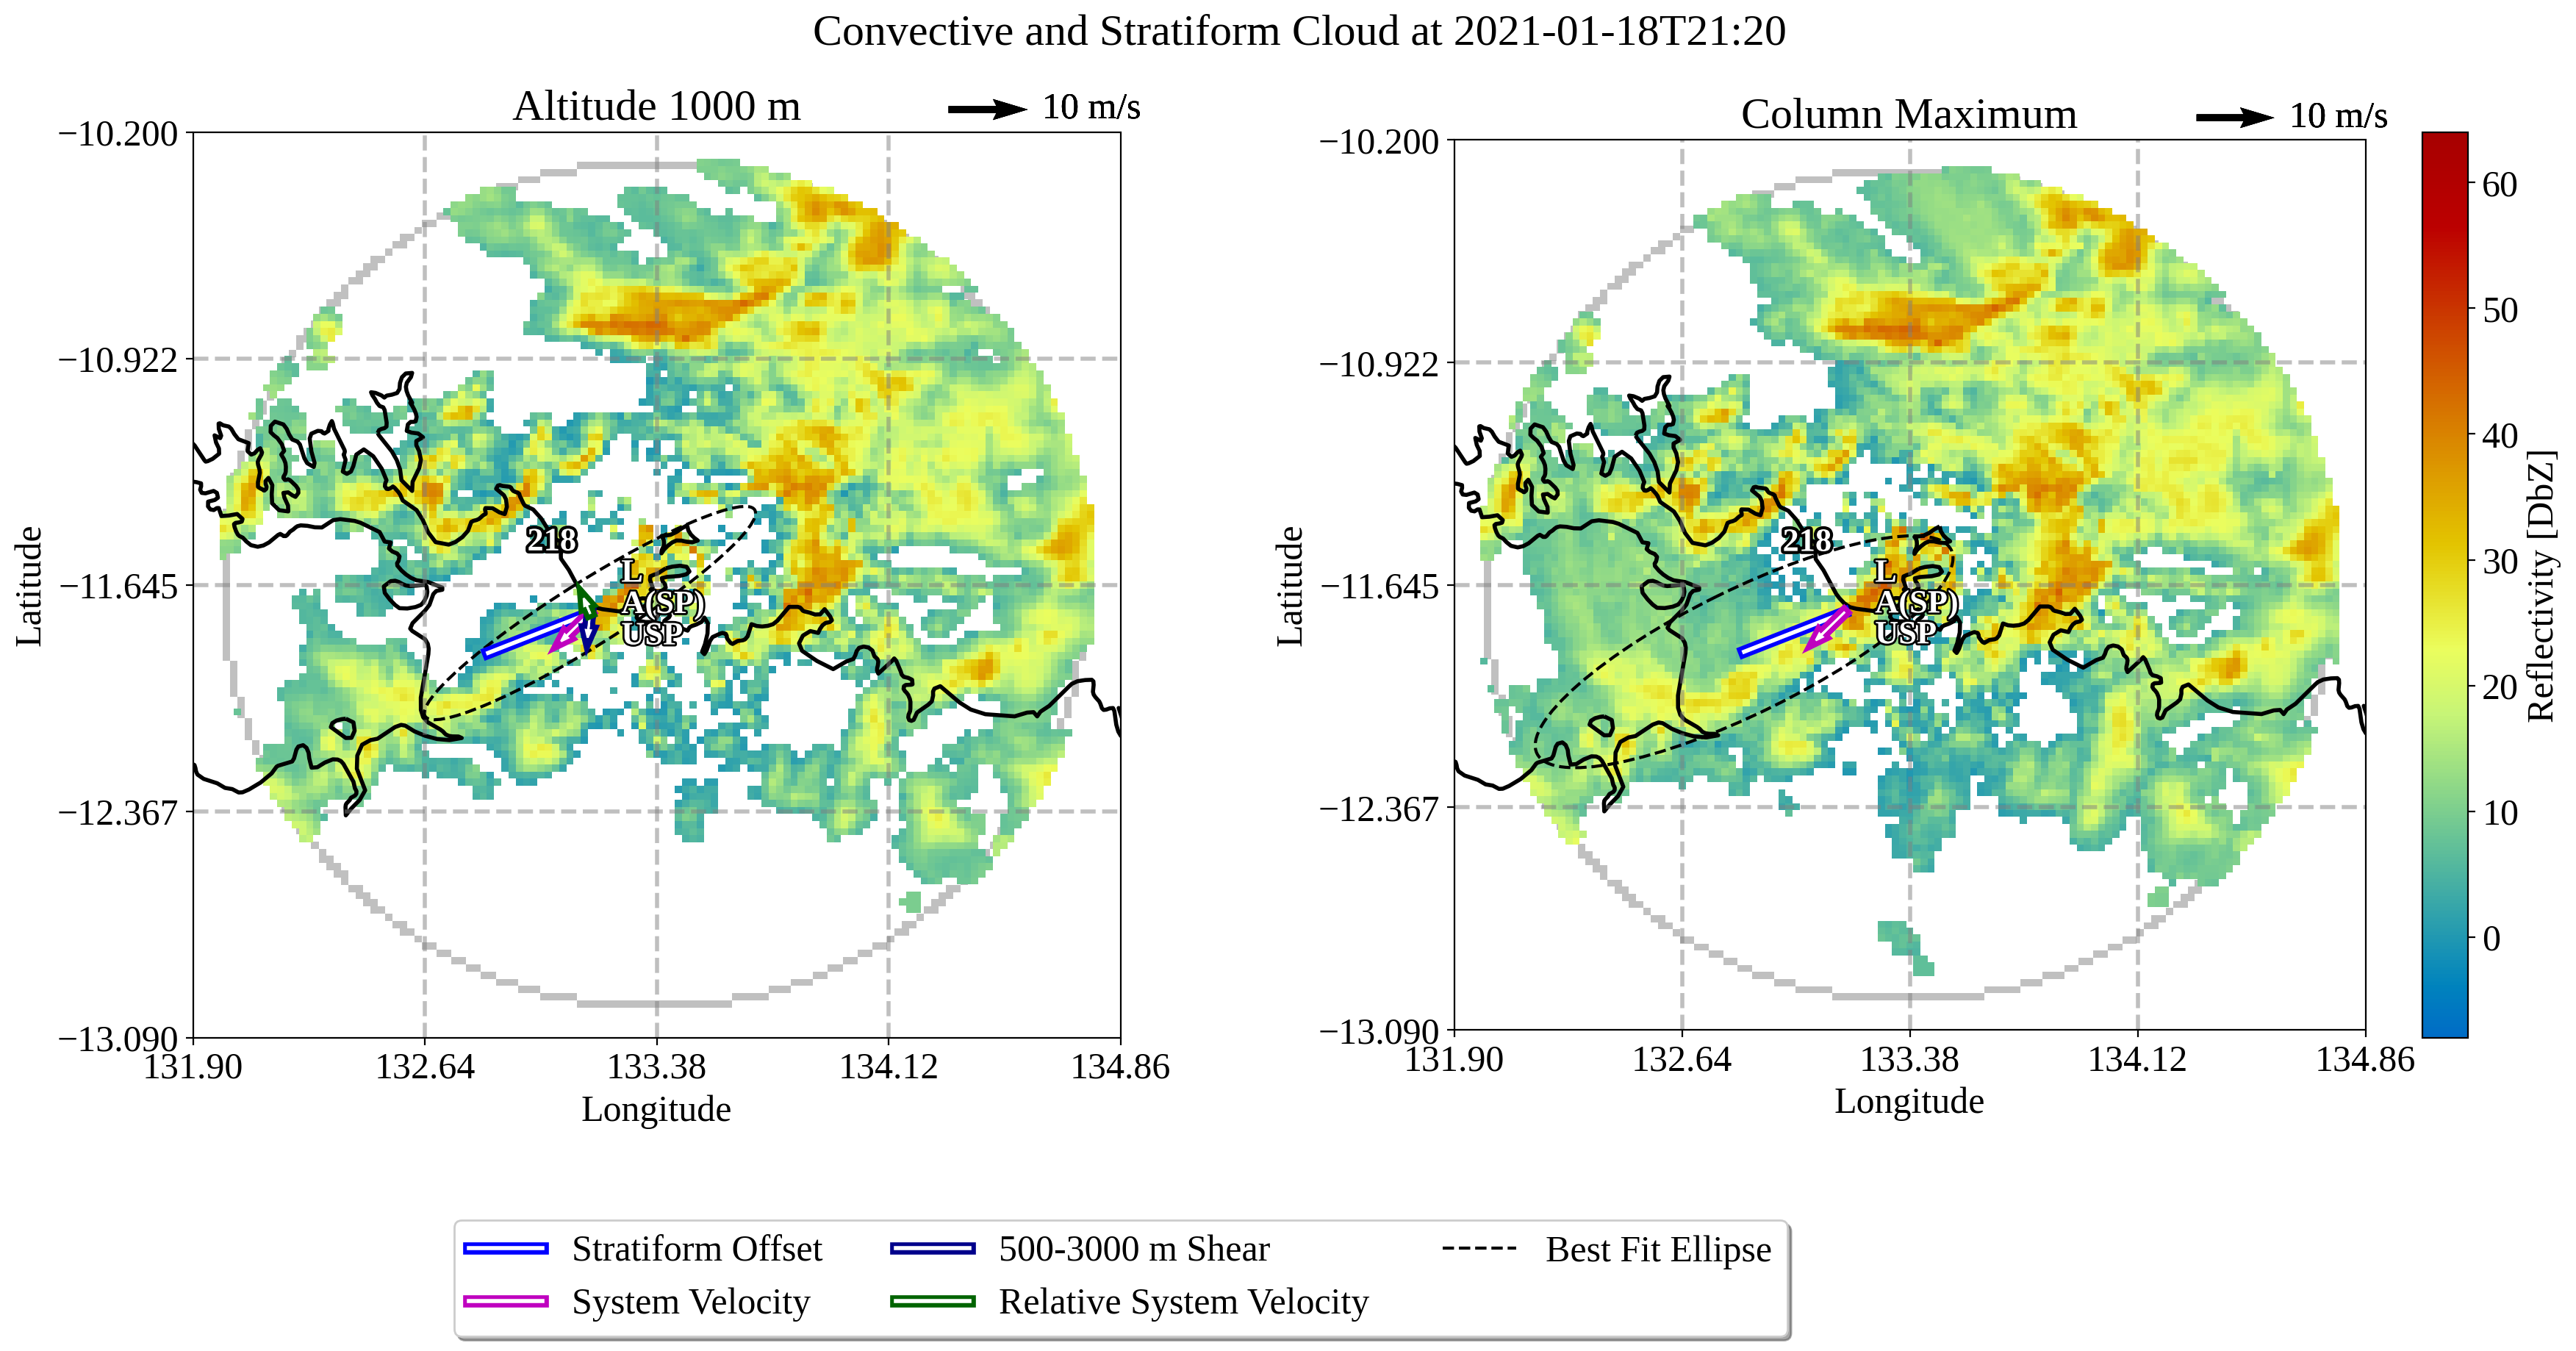 Convective and Stratiform Cloud at 2021-01-18T21:20
Altitude 1000 m
10 m/s
−10.200
−10.922
−11.645
−12.367
−13.090
131.90
132.64
133.38
134.12
134.86
Latitude
Longitude
218
L
A(SP)
USP
Column Maximum
10 m/s
−10.200
−10.922
−11.645
−12.367
−13.090
131.90
132.64
133.38
134.12
134.86
Latitude
Longitude
218
L
A(SP)
USP
60
50
40
30
20
10
0
Reflectivity [DbZ]
Stratiform Offset
System Velocity
500-3000 m Shear
Relative System Velocity
Best Fit Ellipse